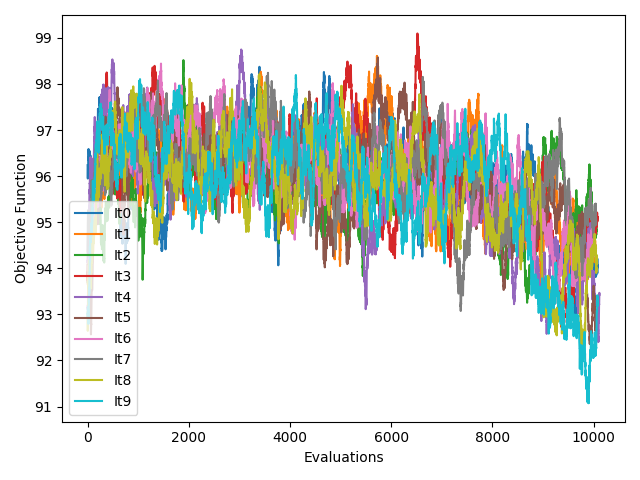 99
98
97
96
95
94
93
92
91
Objective Function
It0
It1
It2
It3
It4
It5
It6
It7
It8
It9
0
2000
4000
6000
8000
10000
Evaluations